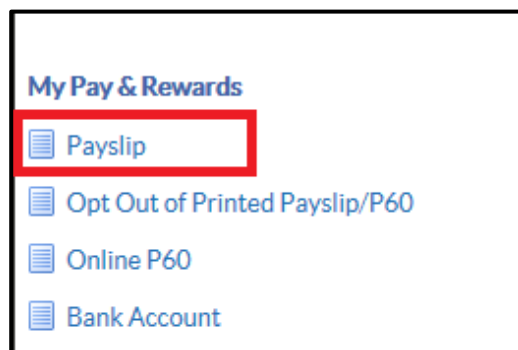 My Pay & Rewards
Payslip
Opt Out of Printed Payslip/P60
Online P60
Bank Account